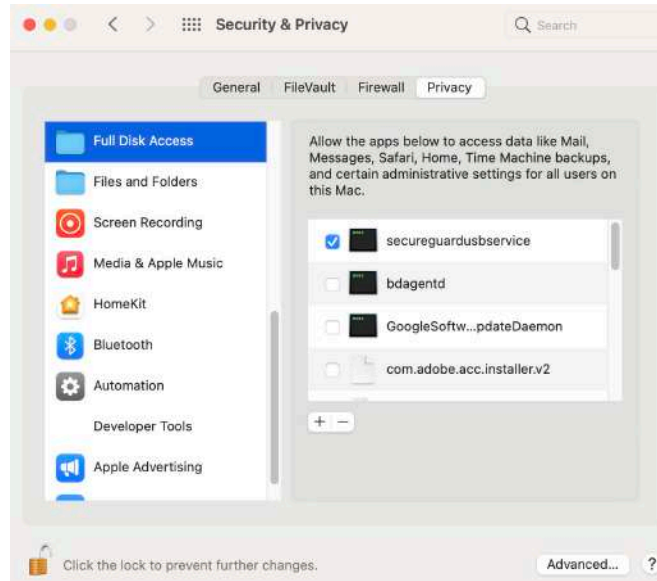 Security & Privacy
Search
General
FileVault
Firewall
Privacy
Full Disk Access
Files and Folders
Screen Recording
Media & Apple Music
HomeKit
Bluetooth
Automation
Developer Tools
Apple Advertising
Allow the apps below to access data like Mail,
Messages, Safari, Home, Time Machine backups,
and certain administrative settings for all users on
this Mac.
secureguardusbservice
bdagentd
GoogleSoftw...pdateDaemon
com.adobe.acc.installer.v2
+ −
Click the lock to prevent further changes.
Advanced...
?